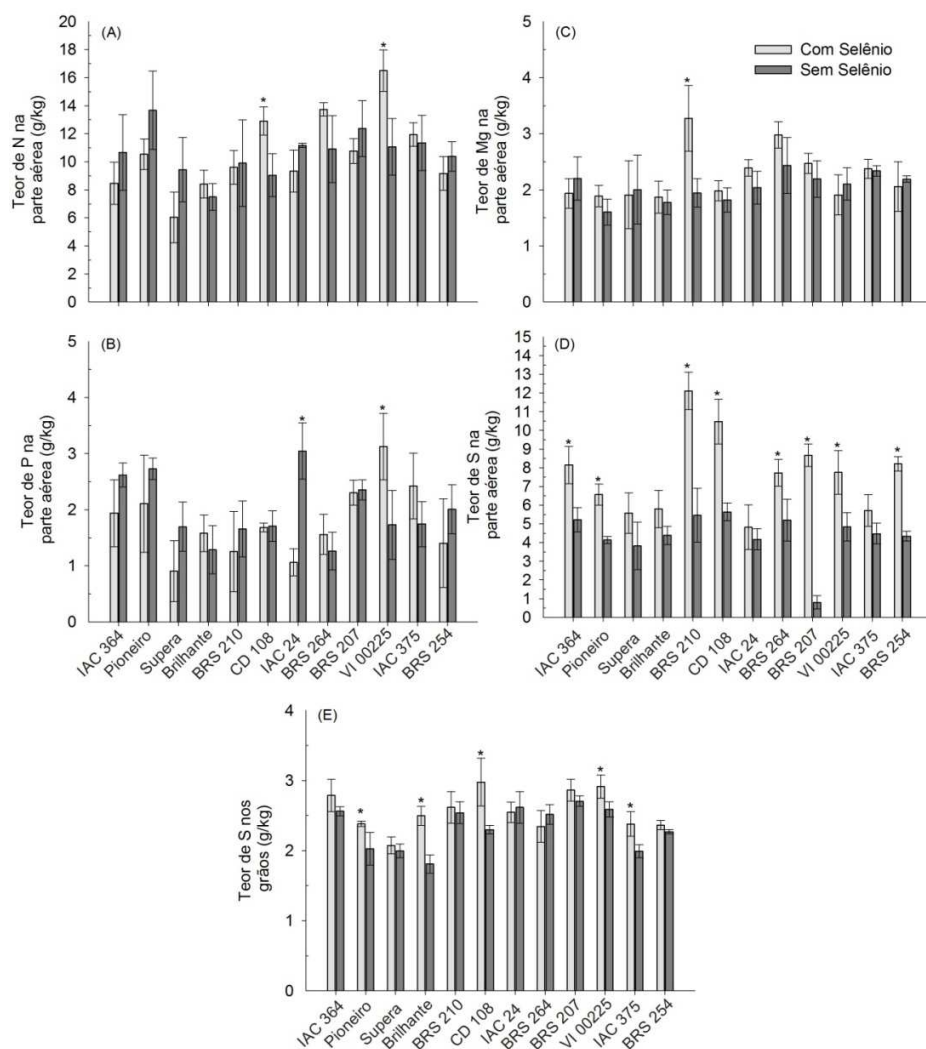 (A)
Teor de N na
parte aérea (g/kg)
20
18
16
14
12
10
8
6
4
2
0
*
*
(C)
Com Selênio
Sem Selênio
Teor de Mg na
parte aérea (g/kg)
5
4
3
2
1
0
*
(B)
Teor de P na
parte aérea (g/kg)
5
4
3
2
1
0
*
*
IAC 364
Pioneiro
Supera
Brilhante
BRS 210
CD 108
IAC 24
BRS 264
BRS 207
VI 00225
IAC 375
BRS 254
(D)
Teor de S na
parte aérea (g/kg)
15
14
13
12
11
10
9
8
7
6
5
4
3
2
1
0
*
*
*
*
*
*
*
*
IAC 364
Pioneiro
Supera
Brilhante
BRS 210
CD 108
IAC 24
BRS 264
BRS 207
VI 00225
IAC 375
BRS 254
(E)
Teor de S nos
grãos (g/kg)
4
3
2
1
0
*
*
*
*
*
IAC 364
Pioneiro
Supera
Brilhante
BRS 210
CD 108
IAC 24
BRS 264
BRS 207
VI 00225
IAC 375
BRS 254